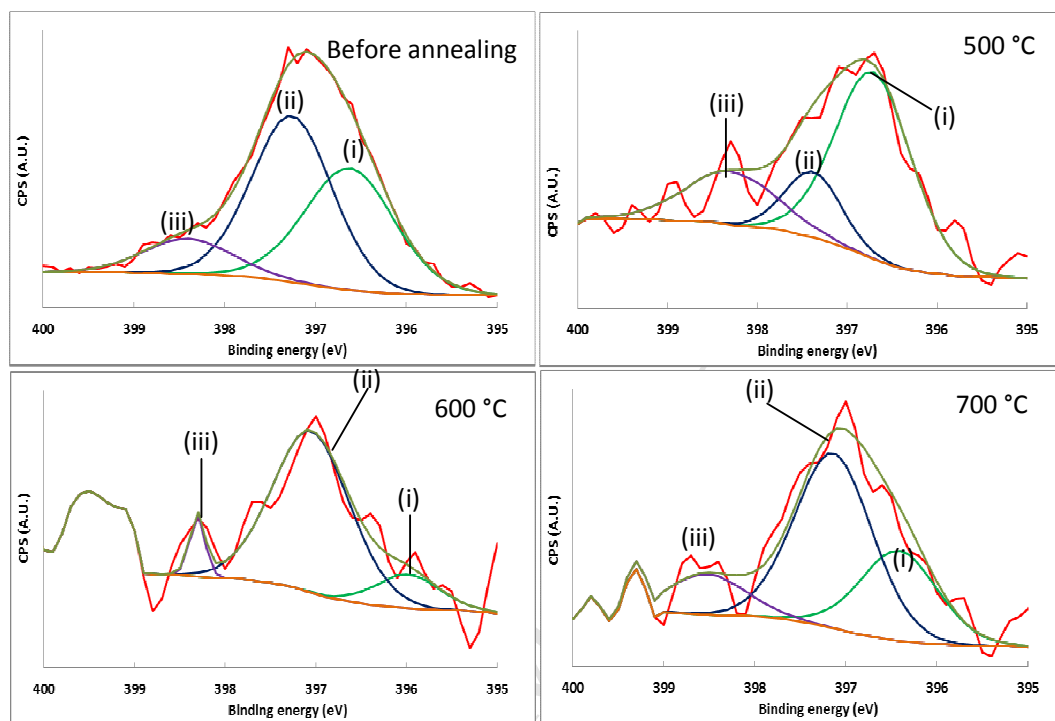 Before annealing
(ii)
(i)
(iii)
CPS (A.U.)
400 399 398 397 396 395
Binding energy (eV)
500 °C
(iii)
(i)
(ii)
CPS (A.U.)
400 399 398 397 396 395
Binding energy (eV)
(ii)
600 °C
(iii)
(i)
CPS (A.U.)
400 399 398 397 396 395
Binding energy (eV)
700 °C
(ii)
(iii)
(i)
CPS (A.U.)
400 399 398 397 396 395
Binding energy (eV)